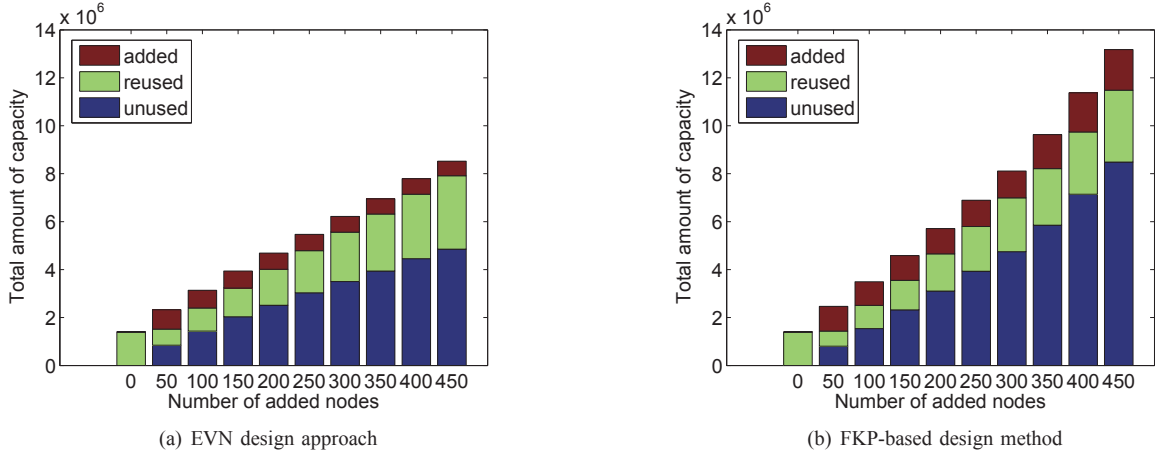 x 10^6
14
12
10
8
6
4
2
0
Total amount of capacity
added
reused
unused
0 50 100 150 200 250 300 350 400 450
Number of added nodes
(a) EVN design approach
x 10^6
14
12
10
8
6
4
2
0
Total amount of capacity
added
reused
unused
0 50 100 150 200 250 300 350 400 450
Number of added nodes
(b) FKP-based design method